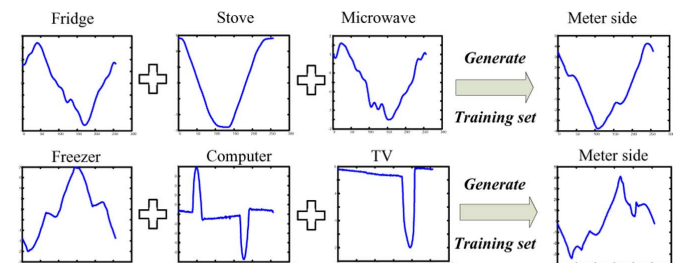 Fridge Stove Microwave Meter side
Generate
Training set
Freezer Computer TV Meter side
Generate
Training set